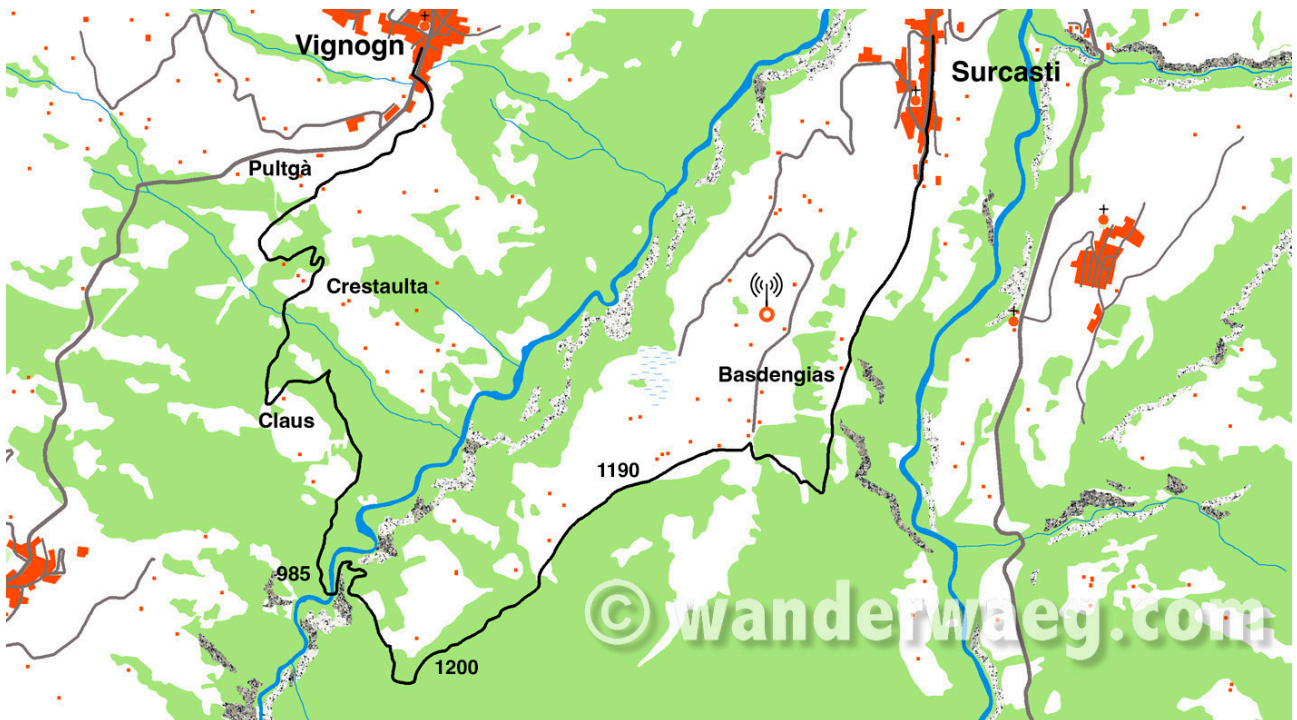 Vignogn
Surcasti
Pultgà
Crestaulta
Basdengias
Claus
1190
985
© wanderwaeg.com
1200